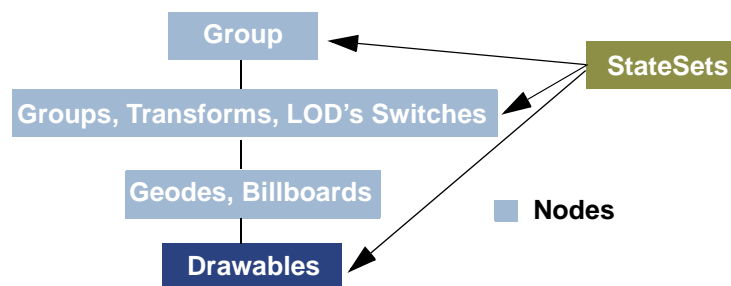 Group
StateSets
Groups, Transforms, LOD's Switches
Geodes, Billboards
Nodes
Drawables